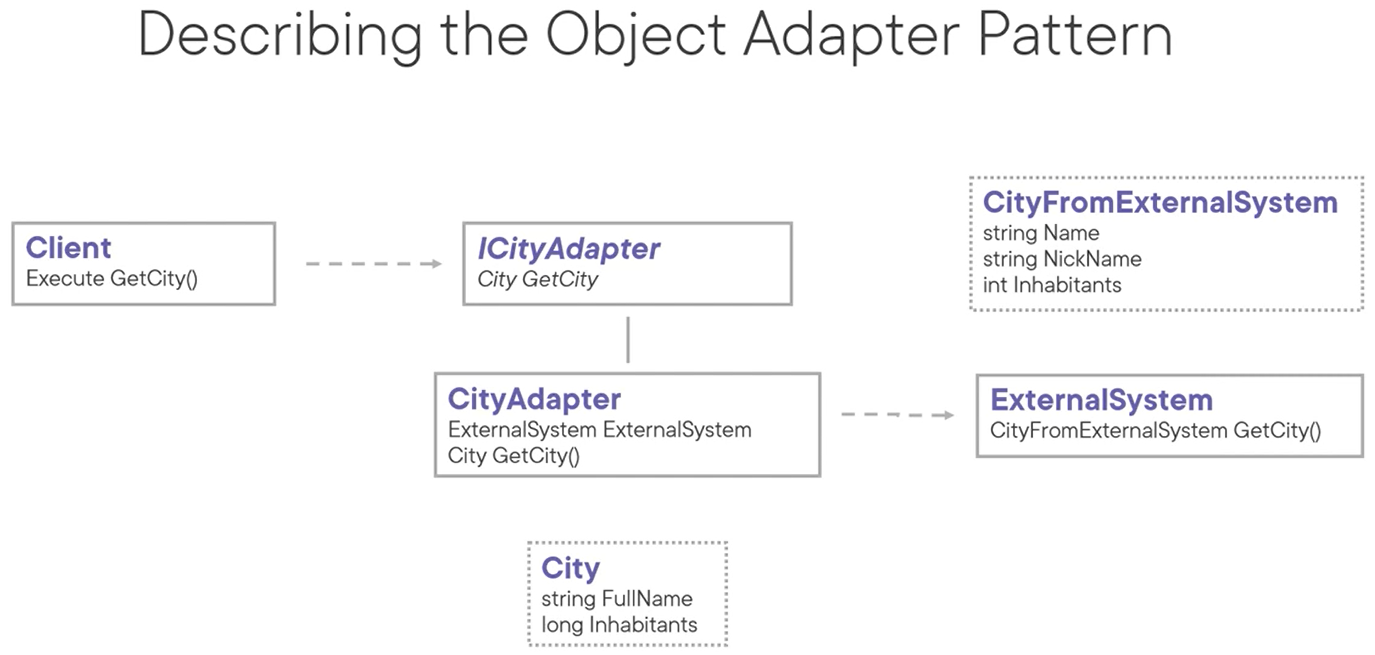 Describing the Object Adapter Pattern
Client
Execute GetCity()
ICityAdapter
City GetCity
CityFromExternalSystem
string Name
string NickName
int Inhabitants
CityAdapter
ExternalSystem ExternalSystem
City GetCity()
ExternalSystem
CityFromExternalSystem GetCity()
City
string FullName
long Inhabitants